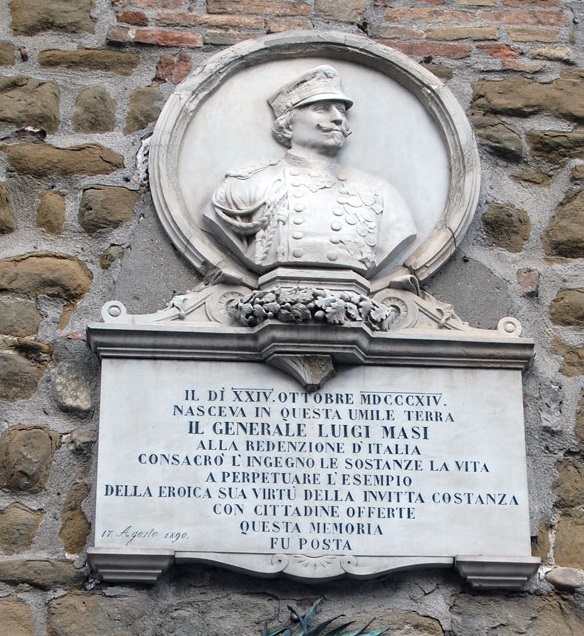 IL DÌ XXIV. OTTOBRE MDCCCXIV.
NASCEVA IN QUESTA UMILE TERRA
IL GENERALE LUIGI MASI
ALLA REDENZIONE D'ITALIA
CONSACRÒ L'INGEGNO LE SOSTANZE LA VITA
A PERPETUARE L'ESEMPIO
DELLA EROICA SUA VIRTÙ DELLA INVITTA COSTANZA
CON CITTADINE OFFERTE
QUESTA MEMORIA
FU POSTA
17. Agosto 1890.